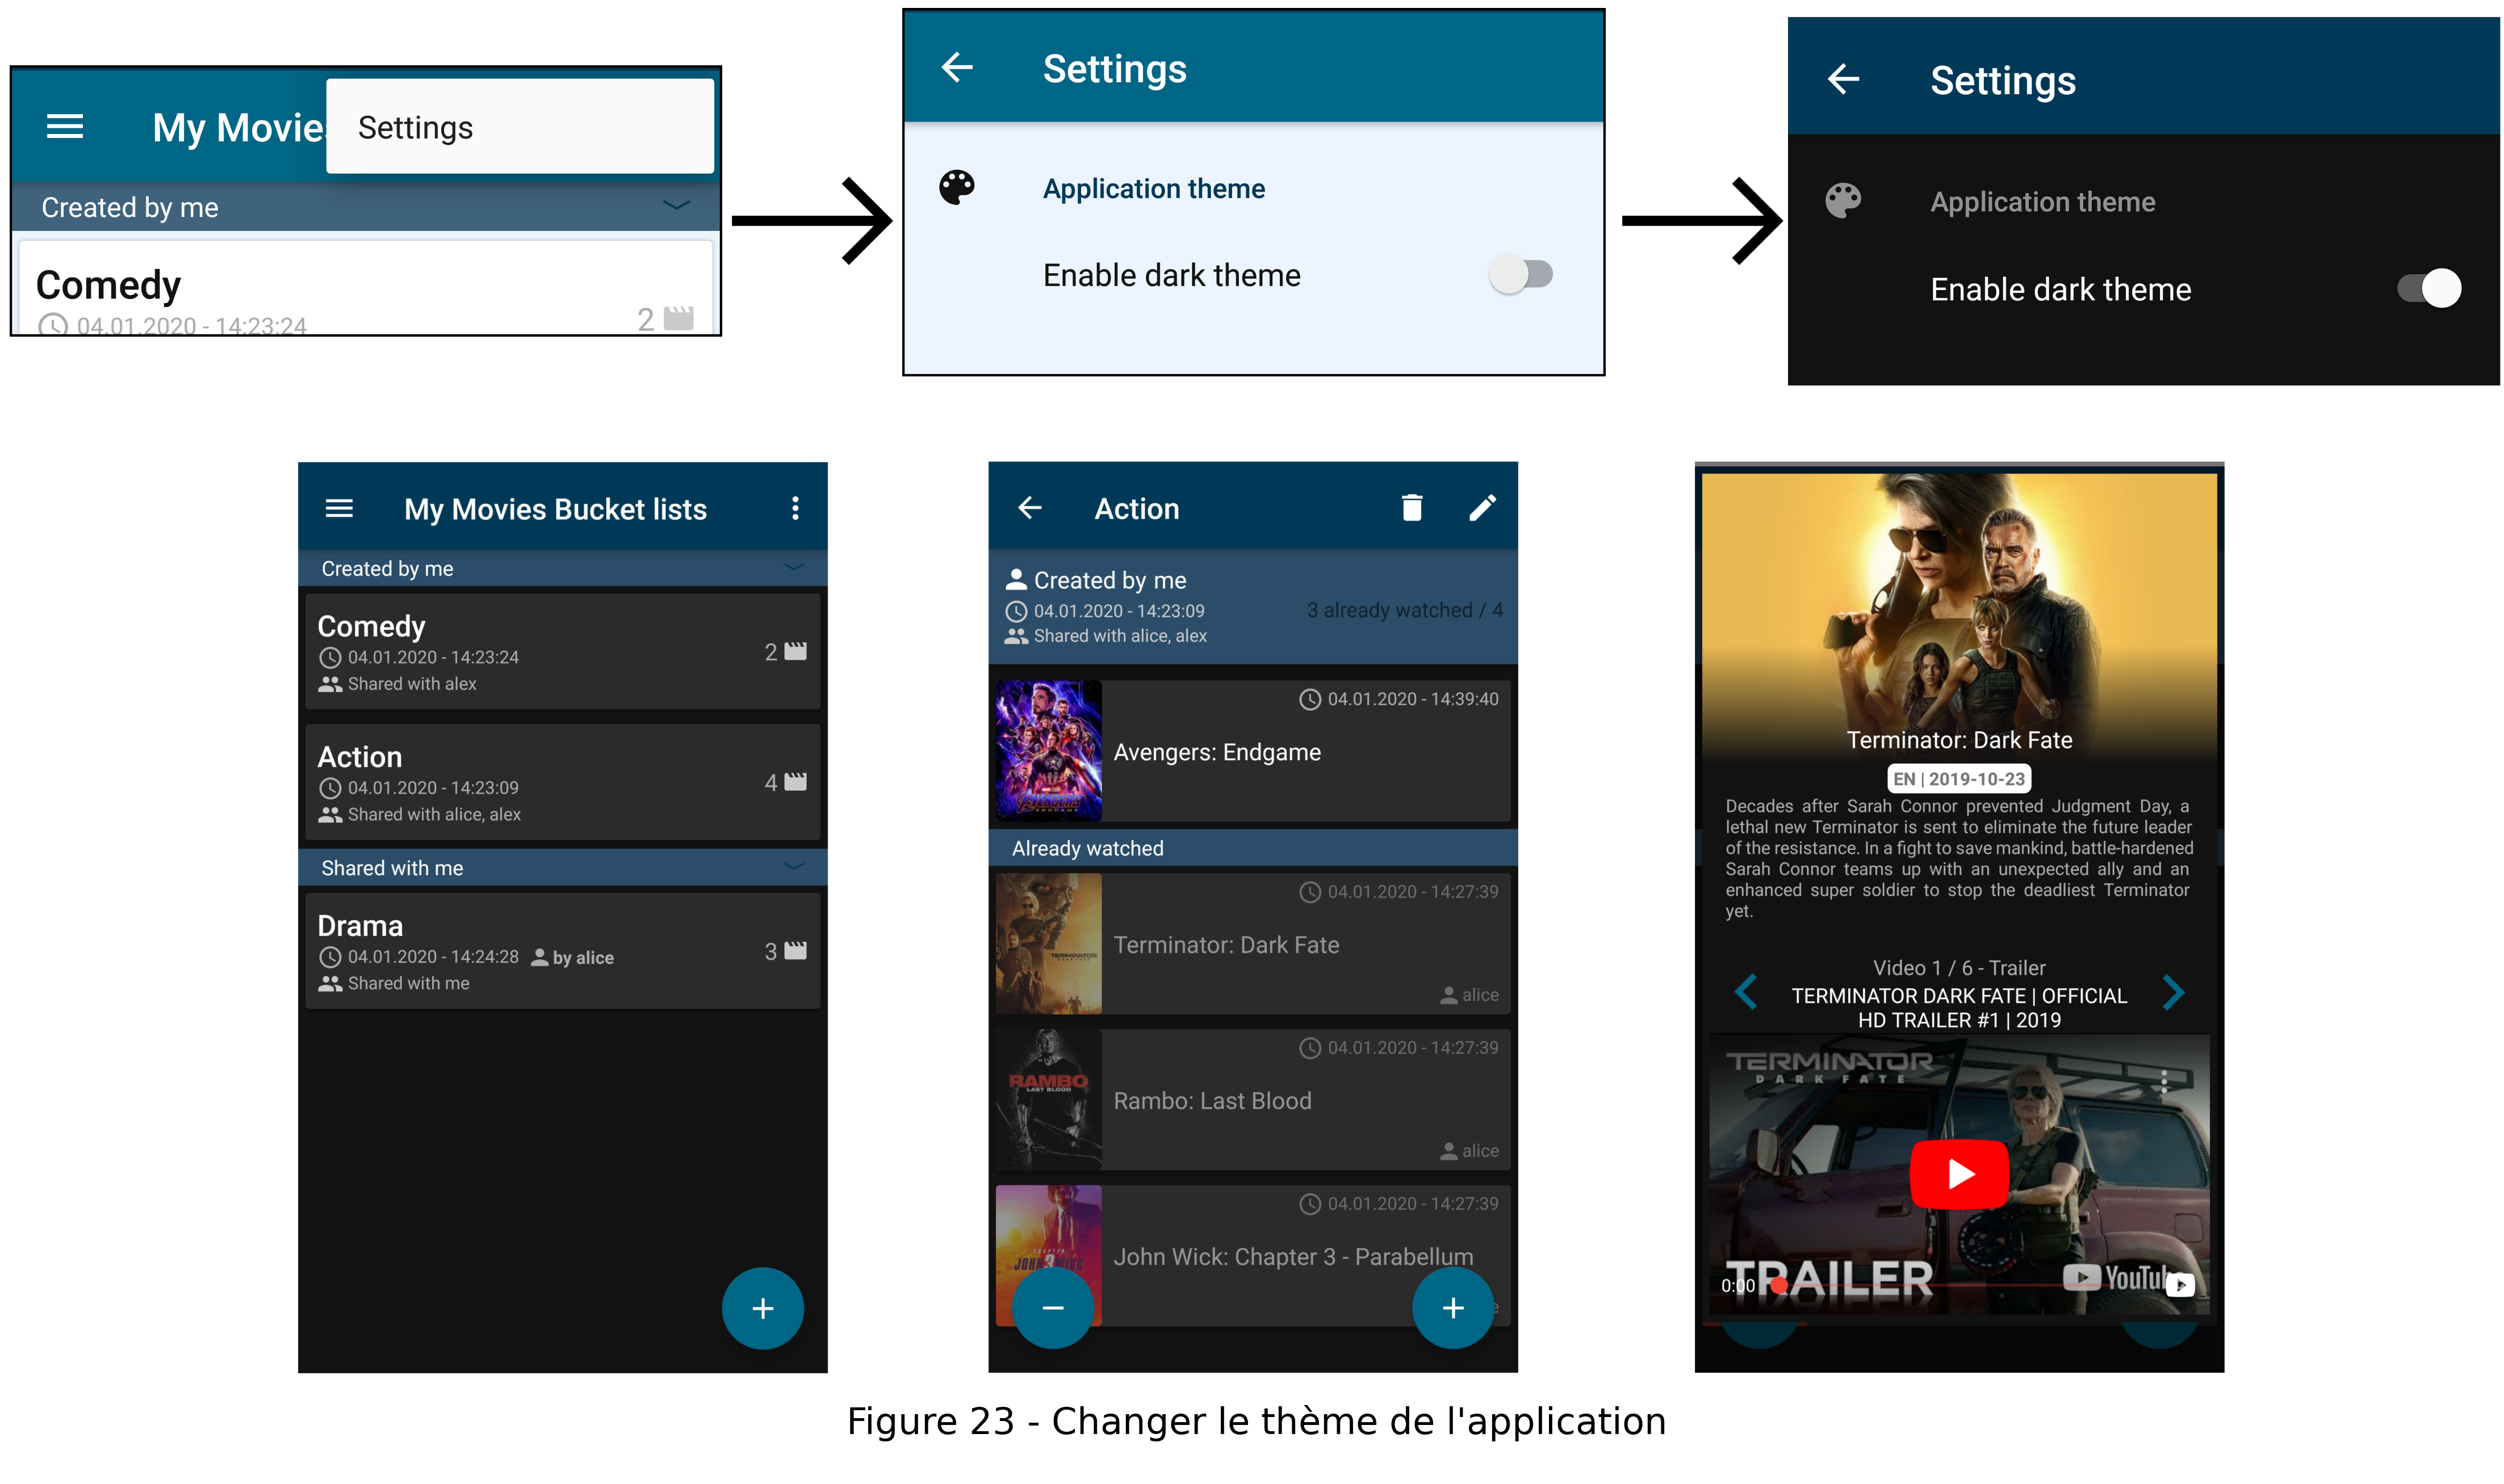 My Movie
Settings
Created by me
Comedy
04.01.2020 - 14:23:24
2
Settings
Application theme
Enable dark theme
Settings
Application theme
Enable dark theme
My Movies Bucket lists
Created by me
Comedy
04.01.2020 - 14:23:24
2
Shared with alex
Action
04.01.2020 - 14:23:09
4
Shared with alice, alex
Shared with me
Drama
04.01.2020 - 14:24:28 by alice
3
Shared with me
+
Action
Created by me
04.01.2020 - 14:23:09
3 already watched / 4
Shared with alice, alex
04.01.2020 - 14:39:40
Avengers: Endgame
Already watched
04.01.2020 - 14:27:39
TERMINATOR
DARK FATE
Terminator: Dark Fate
alice
04.01.2020 - 14:27:39
RAMBO
LAST BLOOD
Rambo: Last Blood
alice
04.01.2020 - 14:27:39
John Wick: Chapter 3 - Parabellum
CHAPTER
JOHN 3 WICK
− +
Terminator: Dark Fate
EN | 2019-10-23
Decades after Sarah Connor prevented Judgment Day, a
lethal new Terminator is sent to eliminate the future leader
of the resistance. In a fight to save mankind, battle-hardened
Sarah Connor teams up with an unexpected ally and an
enhanced super soldier to stop the deadliest Terminator
yet.
Video 1 / 6 - Trailer
TERMINATOR DARK FATE | OFFICIAL
HD TRAILER #1 | 2019
TERMINATOR
DARK FATE
TRAILER
0:00
YouTub
Figure 23 - Changer le thème de l'application